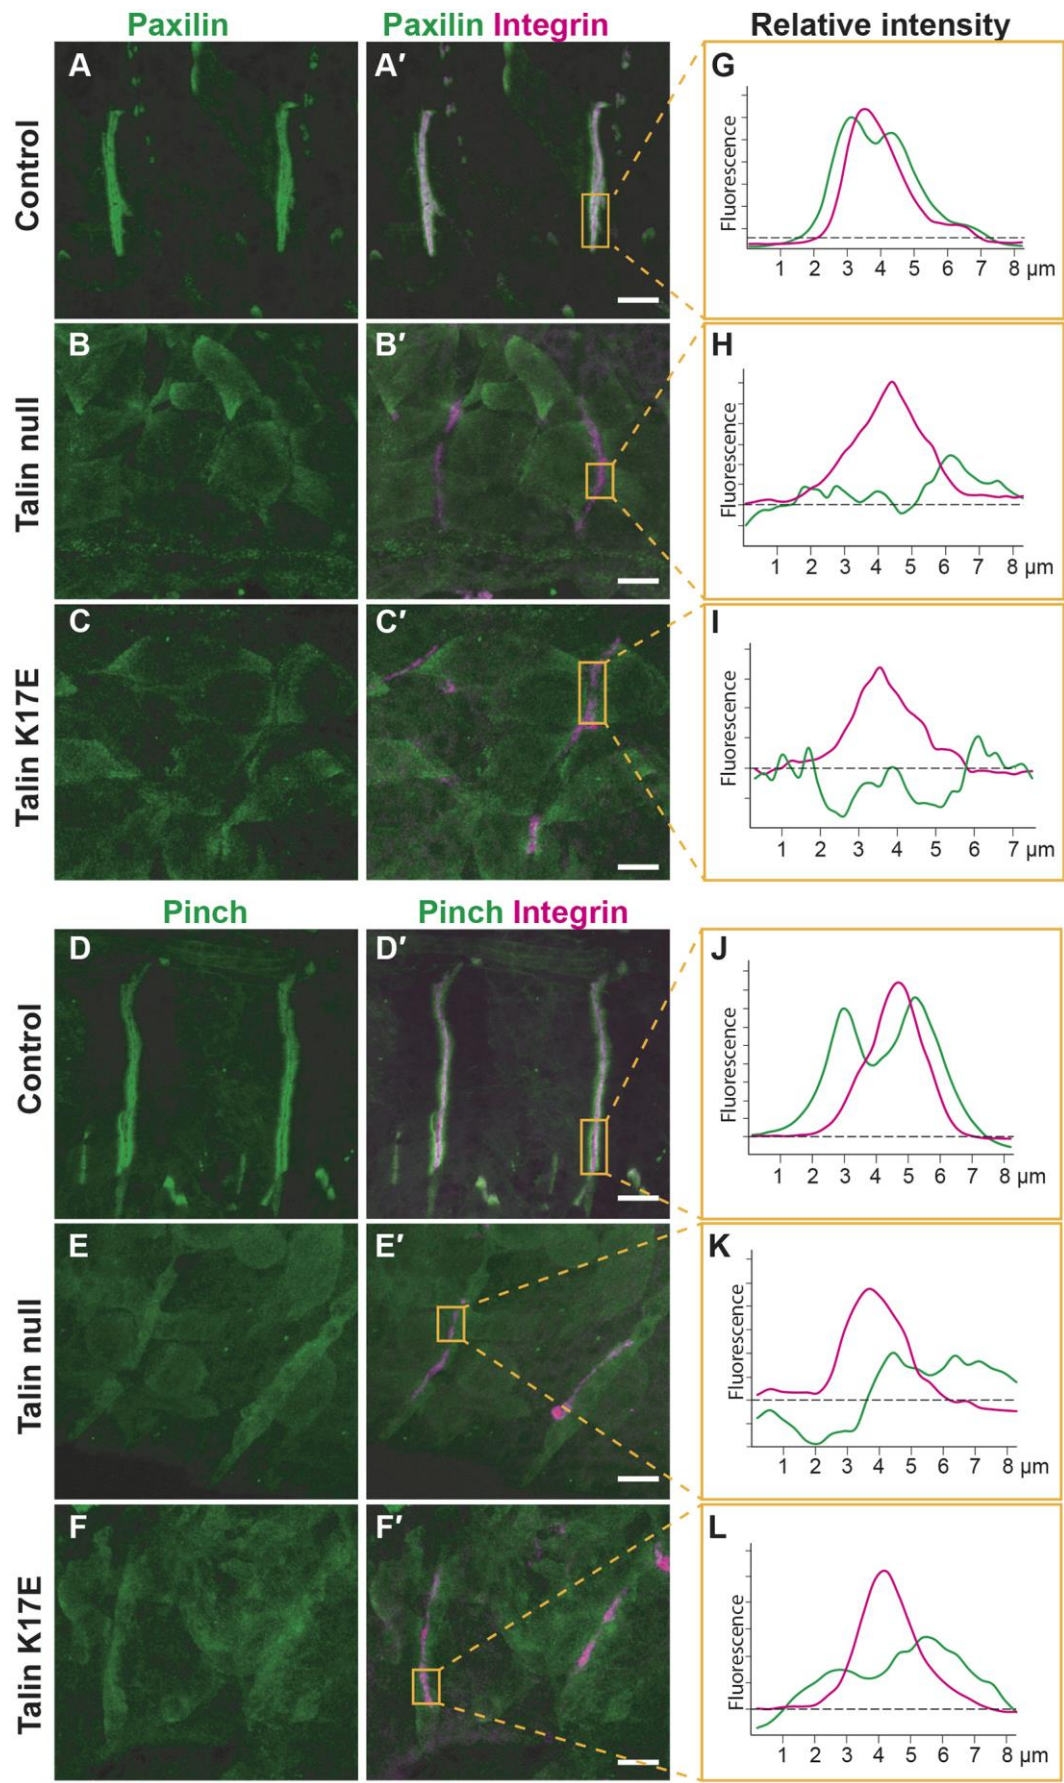 Paxilin
Paxilin Integrin
Relative intensity
Control
A
A′
G
Fluorescence
1 2 3 4 5 6 7 8 µm
Talin null
B
B′
H
Fluorescence
1 2 3 4 5 6 7 8 µm
Talin K17E
C
C′
I
Fluorescence
1 2 3 4 5 6 7 µm
Pinch
Pinch Integrin
Control
D
D′
J
Fluorescence
1 2 3 4 5 6 7 8 µm
Talin null
E
E′
K
Fluorescence
1 2 3 4 5 6 7 8 µm
Talin K17E
F
F′
L
Fluorescence
1 2 3 4 5 6 7 8 µm